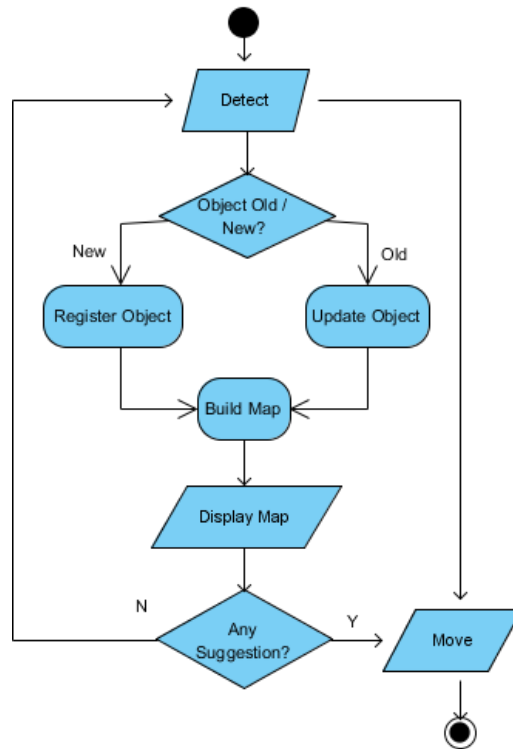 Detect
Object Old /
New?
New
Old
Register Object
Update Object
Build Map
Display Map
N
Any
Suggestion?
Y
Move